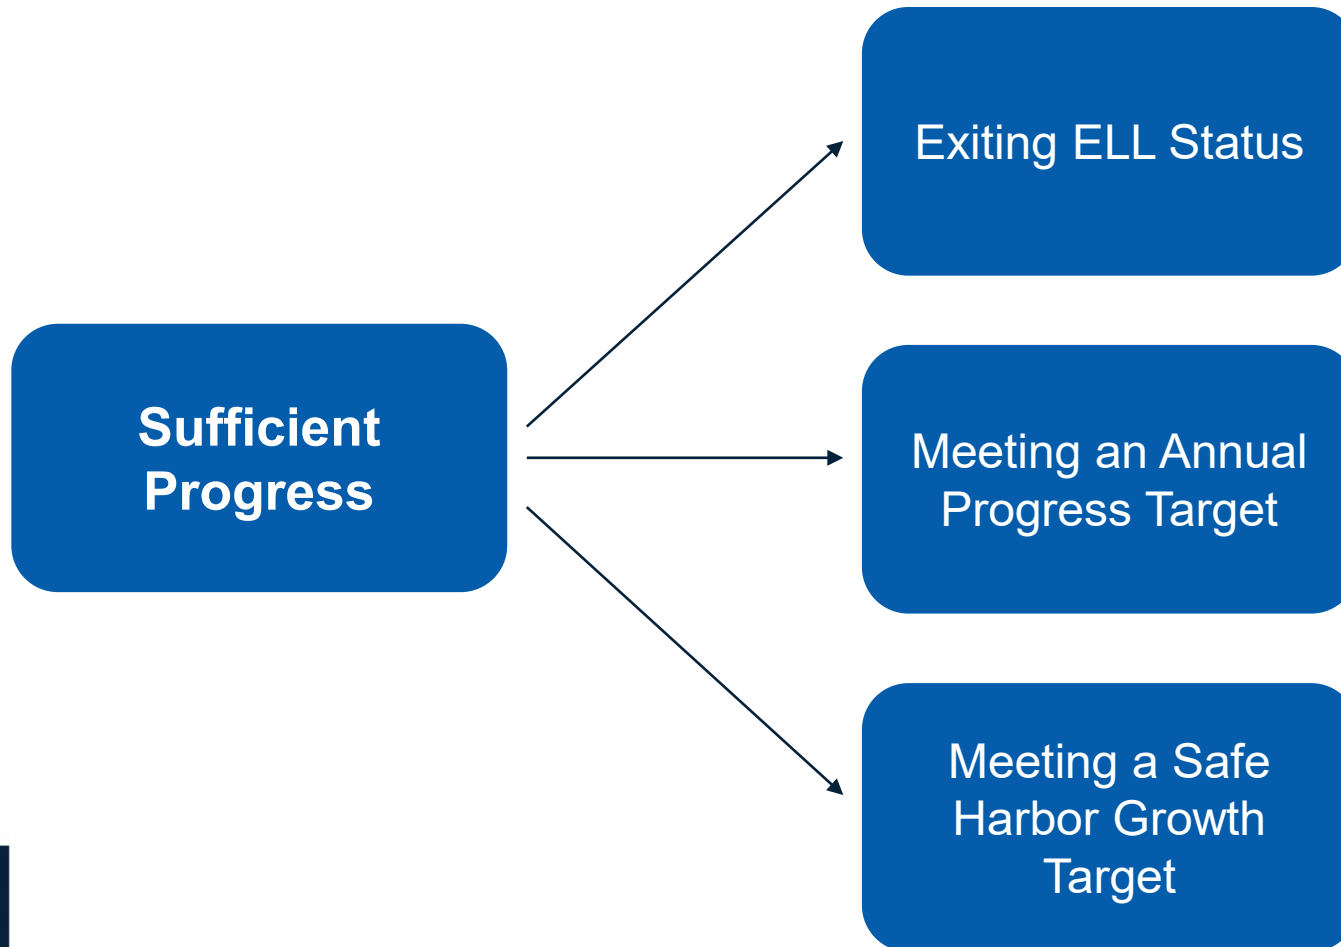 Sufficient
Progress
Exiting ELL Status
Meeting an Annual
Progress Target
Meeting a Safe
Harbor Growth
Target